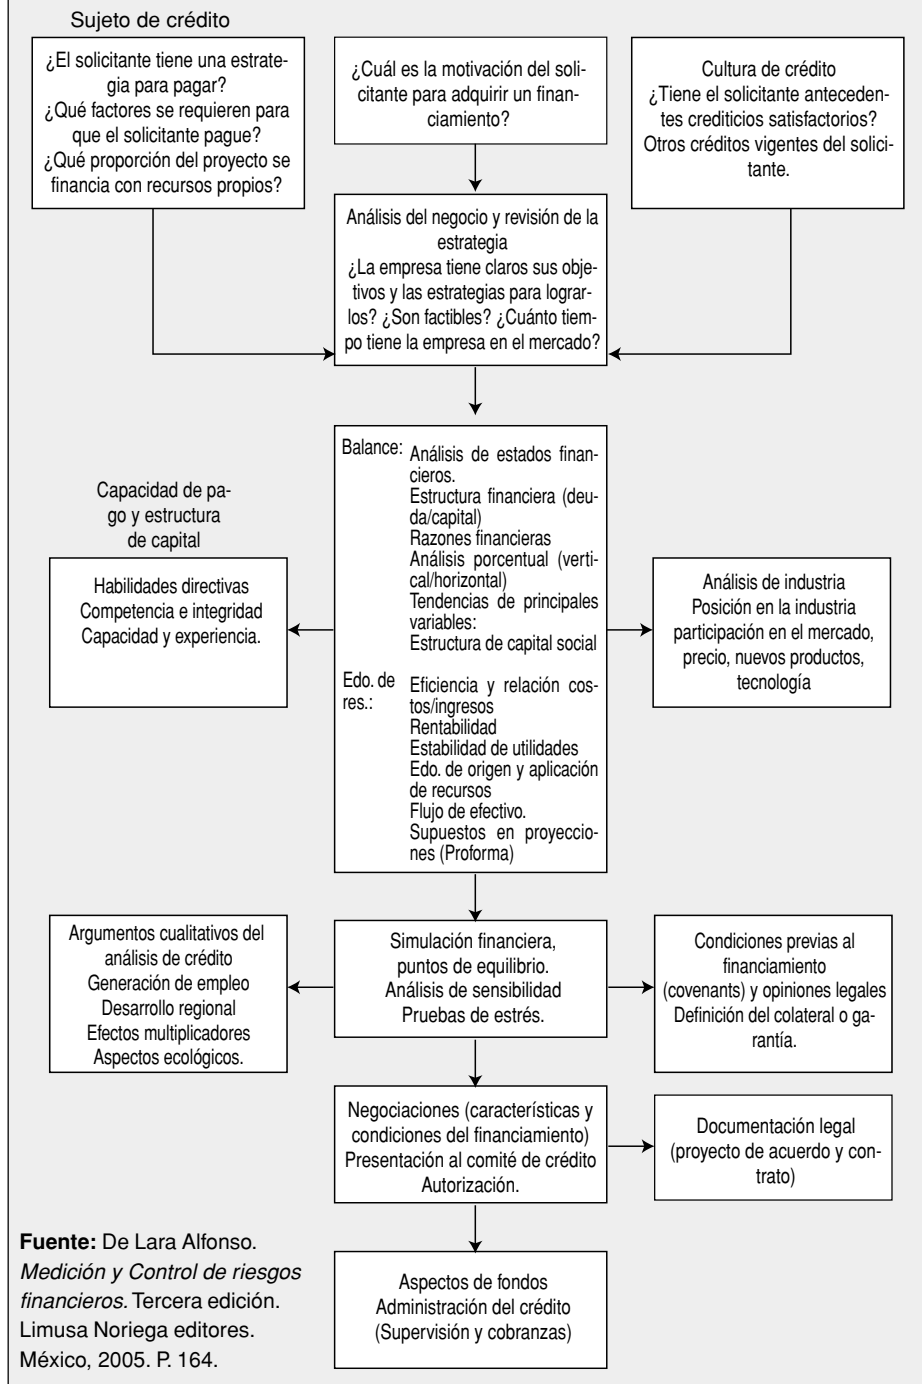 Sujeto de crédito
¿El solicitante tiene una estrate-
gia para pagar?
¿Qué factores se requieren para
que el solicitante pague?
¿Qué proporción del proyecto se
financia con recursos propios?
¿Cuál es la motivación del soli-
citante para adquirir un finan-
ciamiento?
Cultura de crédito
¿Tiene el solicitante anteceden-
tes crediticios satisfactorios?
Otros créditos vigentes del solici-
tante.
Análisis del negocio y revisión de la
estrategia
¿La empresa tiene claros sus obje-
tivos y las estrategias para lograr-
los? ¿Son factibles? ¿Cuánto tiem-
po tiene la empresa en el mercado?
Capacidad de pa-
go y estructura
de capital
Habilidades directivas
Competencia e integridad
Capacidad y experiencia.
Balance: Análisis de estados finan-
cieros.
Estructura financiera (deu-
da/capital)
Razones financieras
Análisis porcentual (verti-
cal/horizontal)
Tendencias de principales
variables:
Estructura de capital social
Edo. de Eficiencia y relación cos-
res.: tos/ingresos
Rentabilidad
Estabilidad de utilidades
Edo. de origen y aplicación
de recursos
Flujo de efectivo.
Supuestos en proyeccio-
nes (Proforma)
Análisis de industria
Posición en la industria
participación en el mercado,
precio, nuevos productos,
tecnología
Argumentos cualitativos del
análisis de crédito
Generación de empleo
Desarrollo regional
Efectos multiplicadores
Aspectos ecológicos.
Simulación financiera,
puntos de equilibrio.
Análisis de sensibilidad
Pruebas de estrés.
Condiciones previas al
financiamiento
(covenants) y opiniones legales
Definición del colateral o ga-
rantía.
Negociaciones (características y
condiciones del financiamiento)
Presentación al comité de crédito
Autorización.
Documentación legal
(proyecto de acuerdo y con-
trato)
Aspectos de fondos
Administración del crédito
(Supervisión y cobranzas)
Fuente: De Lara Alfonso.
Medición y Control de riesgos
financieros. Tercera edición.
Limusa Noriega editores.
México, 2005. P. 164.